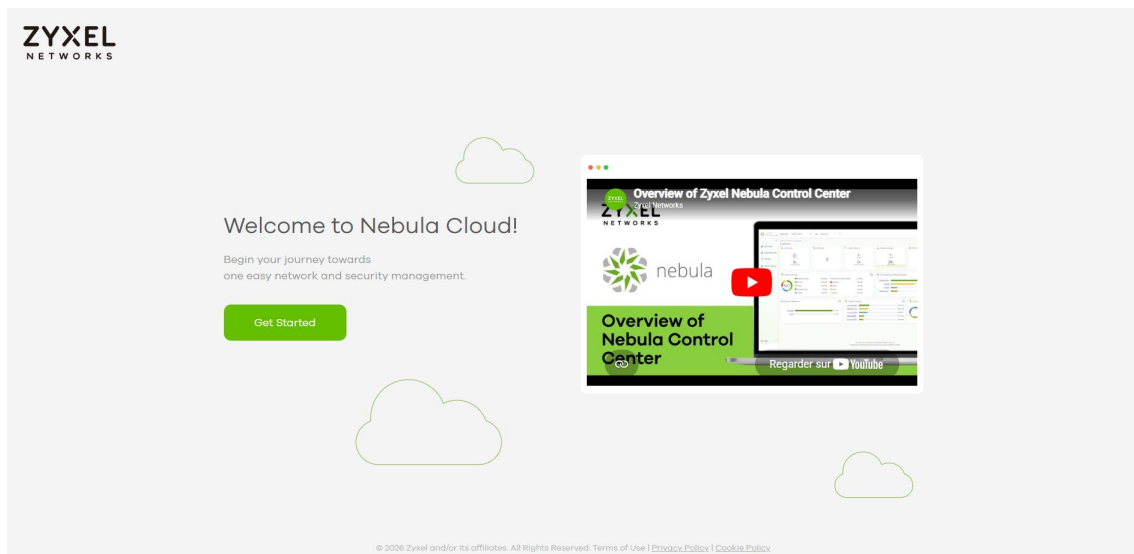 ZYXEL
NETWORKS
Welcome to Nebula Cloud!
Begin your journey towards
one easy network and security management.
Get Started
ZYXEL
Overview of Zyxel Nebula Control Center
Zyxel Networks
ZYXEL
NETWORKS
nebula
Overview of
Nebula Control
Center
Regarder sur YouTube
© 2026 Zyxel and/or its affiliates. All Rights Reserved. Terms of Use | Privacy Policy | Cookie Policy